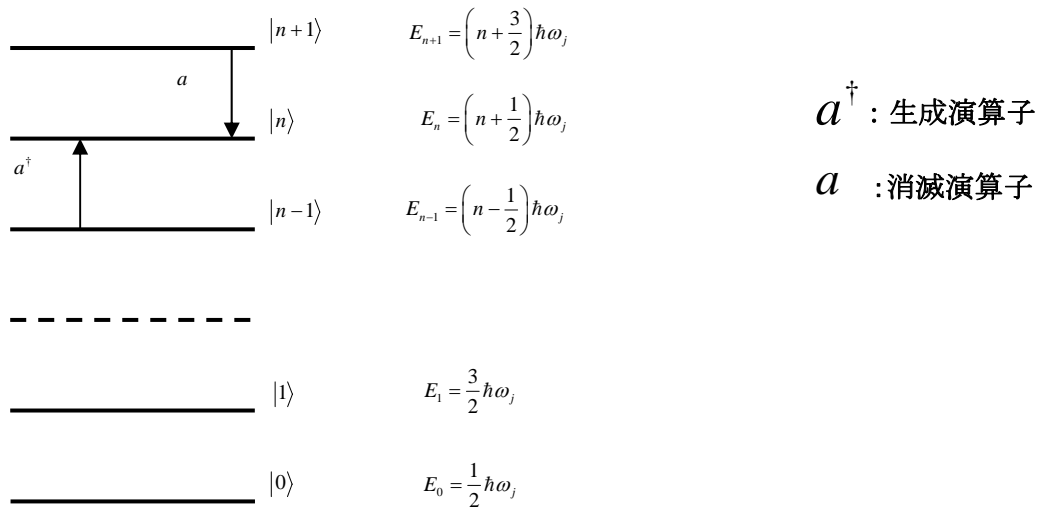 |n+1⟩ E_{n+1} = (n + 3/2) ħω_j
a
|n⟩ E_n = (n + 1/2) ħω_j
a†
|n−1⟩ E_{n−1} = (n − 1/2) ħω_j
|1⟩ E_1 = 3/2 ħω_j
|0⟩ E_0 = 1/2 ħω_j
a† : 生成演算子
a :消滅演算子